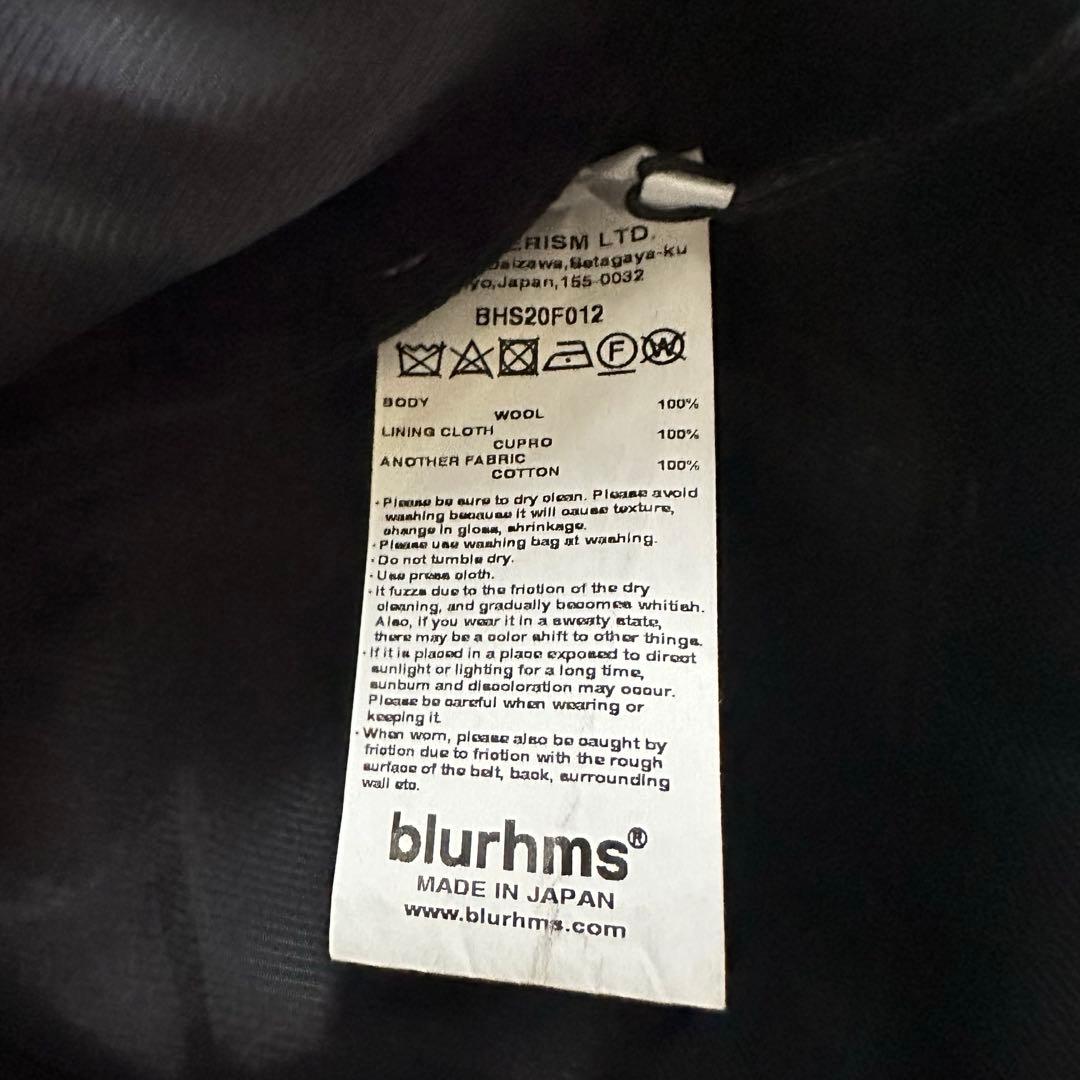 ERISM LTD.
aizawa,Setagaya-ku
yo,Japan,155-0032
BHS20F012
F W
BODY
WOOL 100%
LINING CLOTH
CUPRO 100%
ANOTHER FABRIC
COTTON 100%
・Please be sure to dry clean. Please avoid
washing because it will cause texture,
change in gloss, shrinkage.
・Please use washing bag at washing.
・Do not tumble dry.
・Use press cloth.
・It fuzzs due to the friction of the dry
cleaning, and gradually becomes whitish.
Also, if you wear it in a sweaty state,
there may be a color shift to other things.
・If it is placed in a place exposed to direct
sunlight or lighting for a long time,
sunburn and discoloration may occur.
Please be careful when wearing or
keeping it.
・When worn, please also be caught by
friction due to friction with the rough
surface of the belt, back, surrounding
wall etc.
blurhms®
MADE IN JAPAN
www.blurhms.com